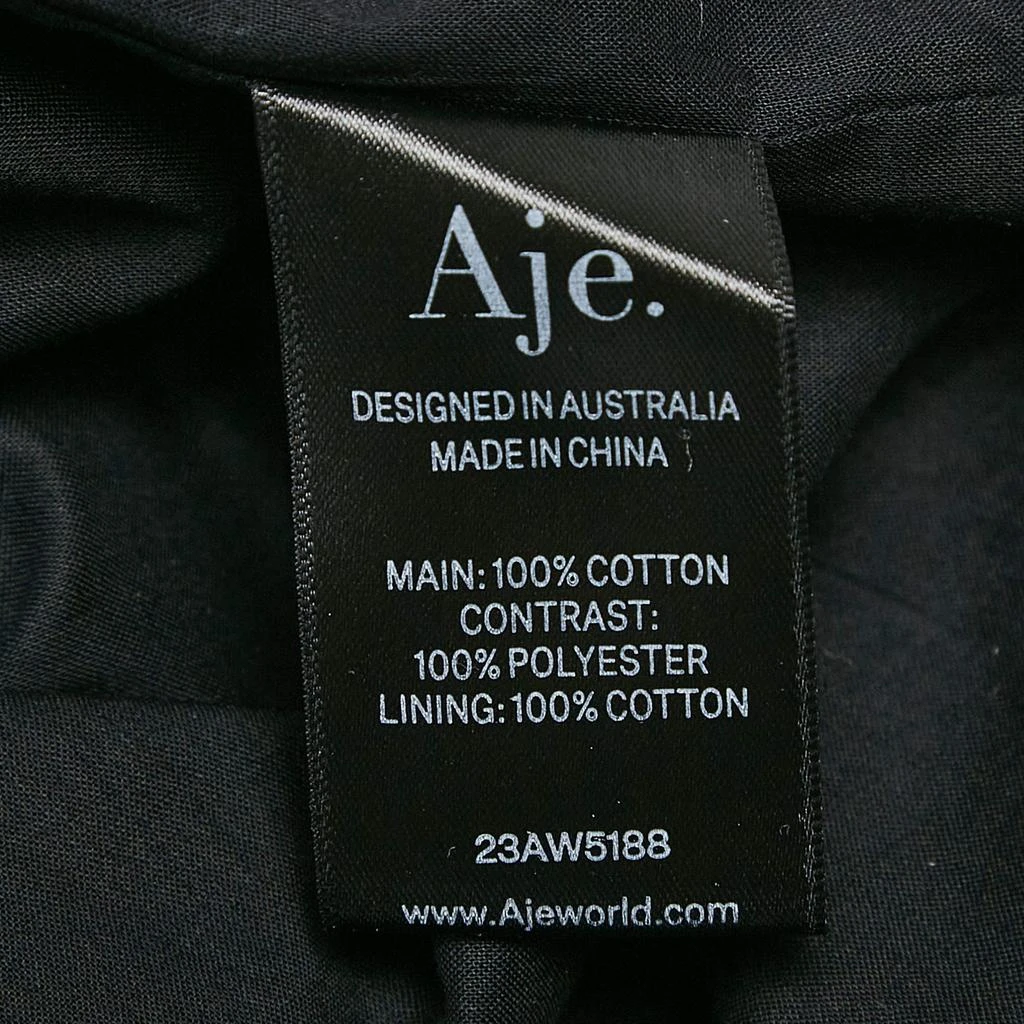 Aje.
DESIGNED IN AUSTRALIA
MADE IN CHINA
MAIN: 100% COTTON
CONTRAST:
100% POLYESTER
LINING: 100% COTTON
23AW5188
www.Ajeworld.com